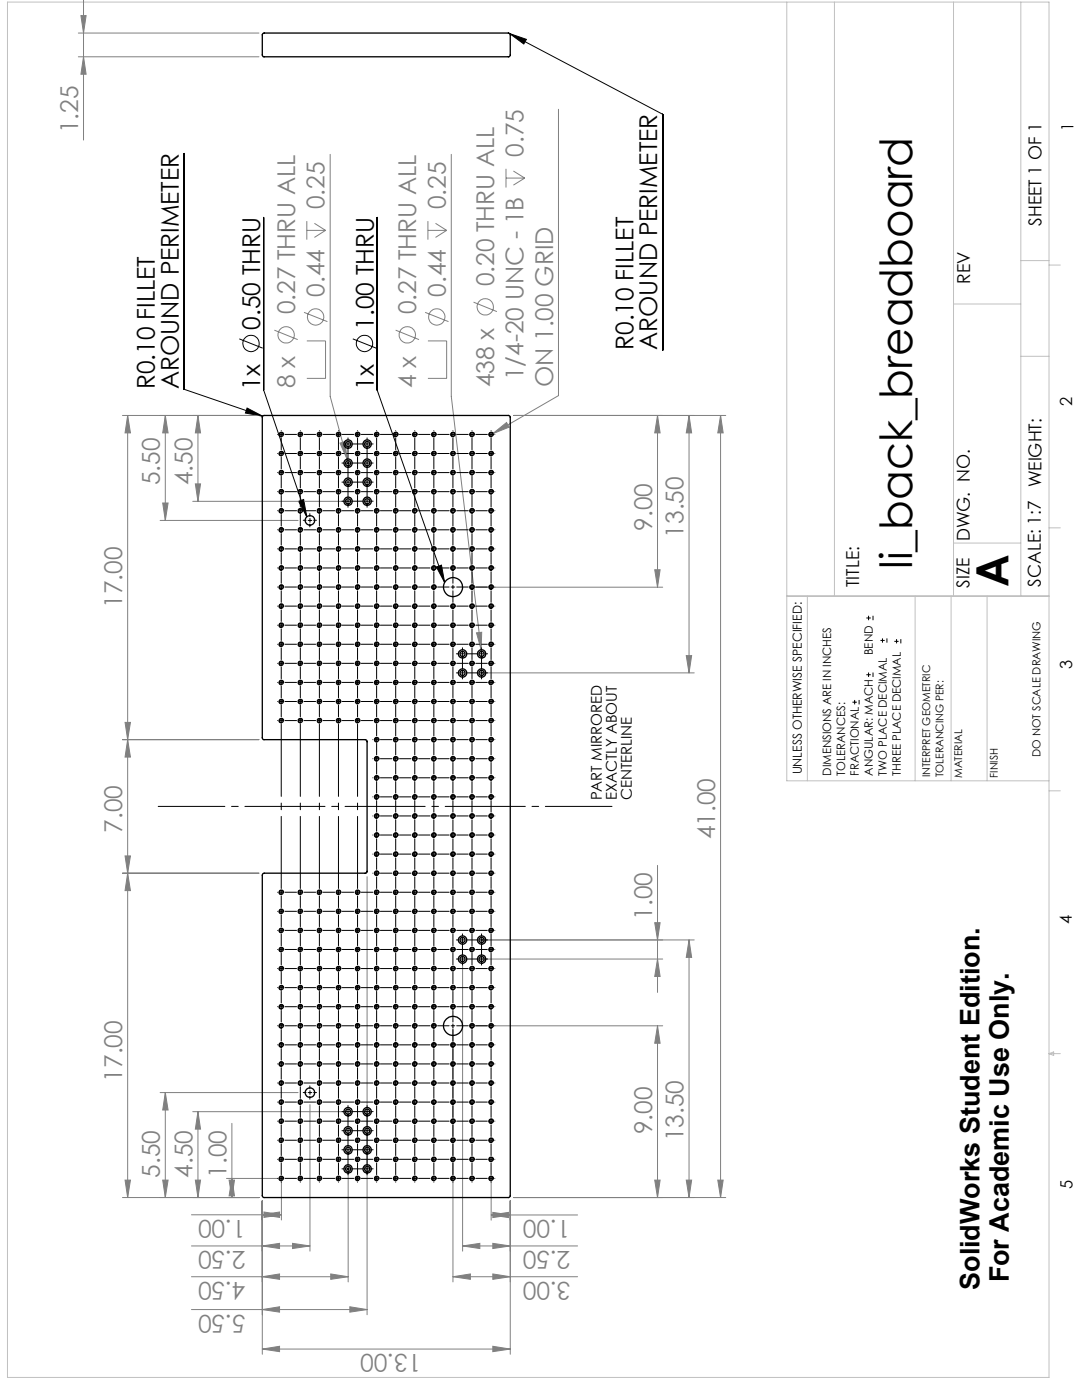 1.25
R0.10 FILLET
AROUND PERIMETER
1x ∅ 0.50 THRU
8 x ∅ 0.27 THRU ALL
⌴ ∅ 0.44 ↧ 0.25
1x ∅ 1.00 THRU
4 x ∅ 0.27 THRU ALL
⌴ ∅ 0.44 ↧ 0.25
438 x ∅ 0.20 THRU ALL
1/4-20 UNC - 1B ↧ 0.75
ON 1.00 GRID
R0.10 FILLET
AROUND PERIMETER
17.00
5.50
4.50
7.00
17.00
5.50
4.50
1.00
1.00
2.50
4.50
5.50
13.00
1.00
2.50
3.00
9.00
13.50
PART MIRRORED
EXACTLY ABOUT
CENTERLINE
41.00
1.00
9.00
13.50
UNLESS OTHERWISE SPECIFIED:
DIMENSIONS ARE IN INCHES
TOLERANCES:
FRACTIONAL ±
ANGULAR: MACH ± BEND ±
TWO PLACE DECIMAL ±
THREE PLACE DECIMAL ±
INTERPRET GEOMETRIC
TOLERANCING PER:
MATERIAL
FINISH
DO NOT SCALE DRAWING
TITLE:
li_back_breadboard
SIZE
A
DWG. NO.
REV
SCALE: 1:7
WEIGHT:
SHEET 1 OF 1
SolidWorks Student Edition.
For Academic Use Only.
5
4
3
2
1